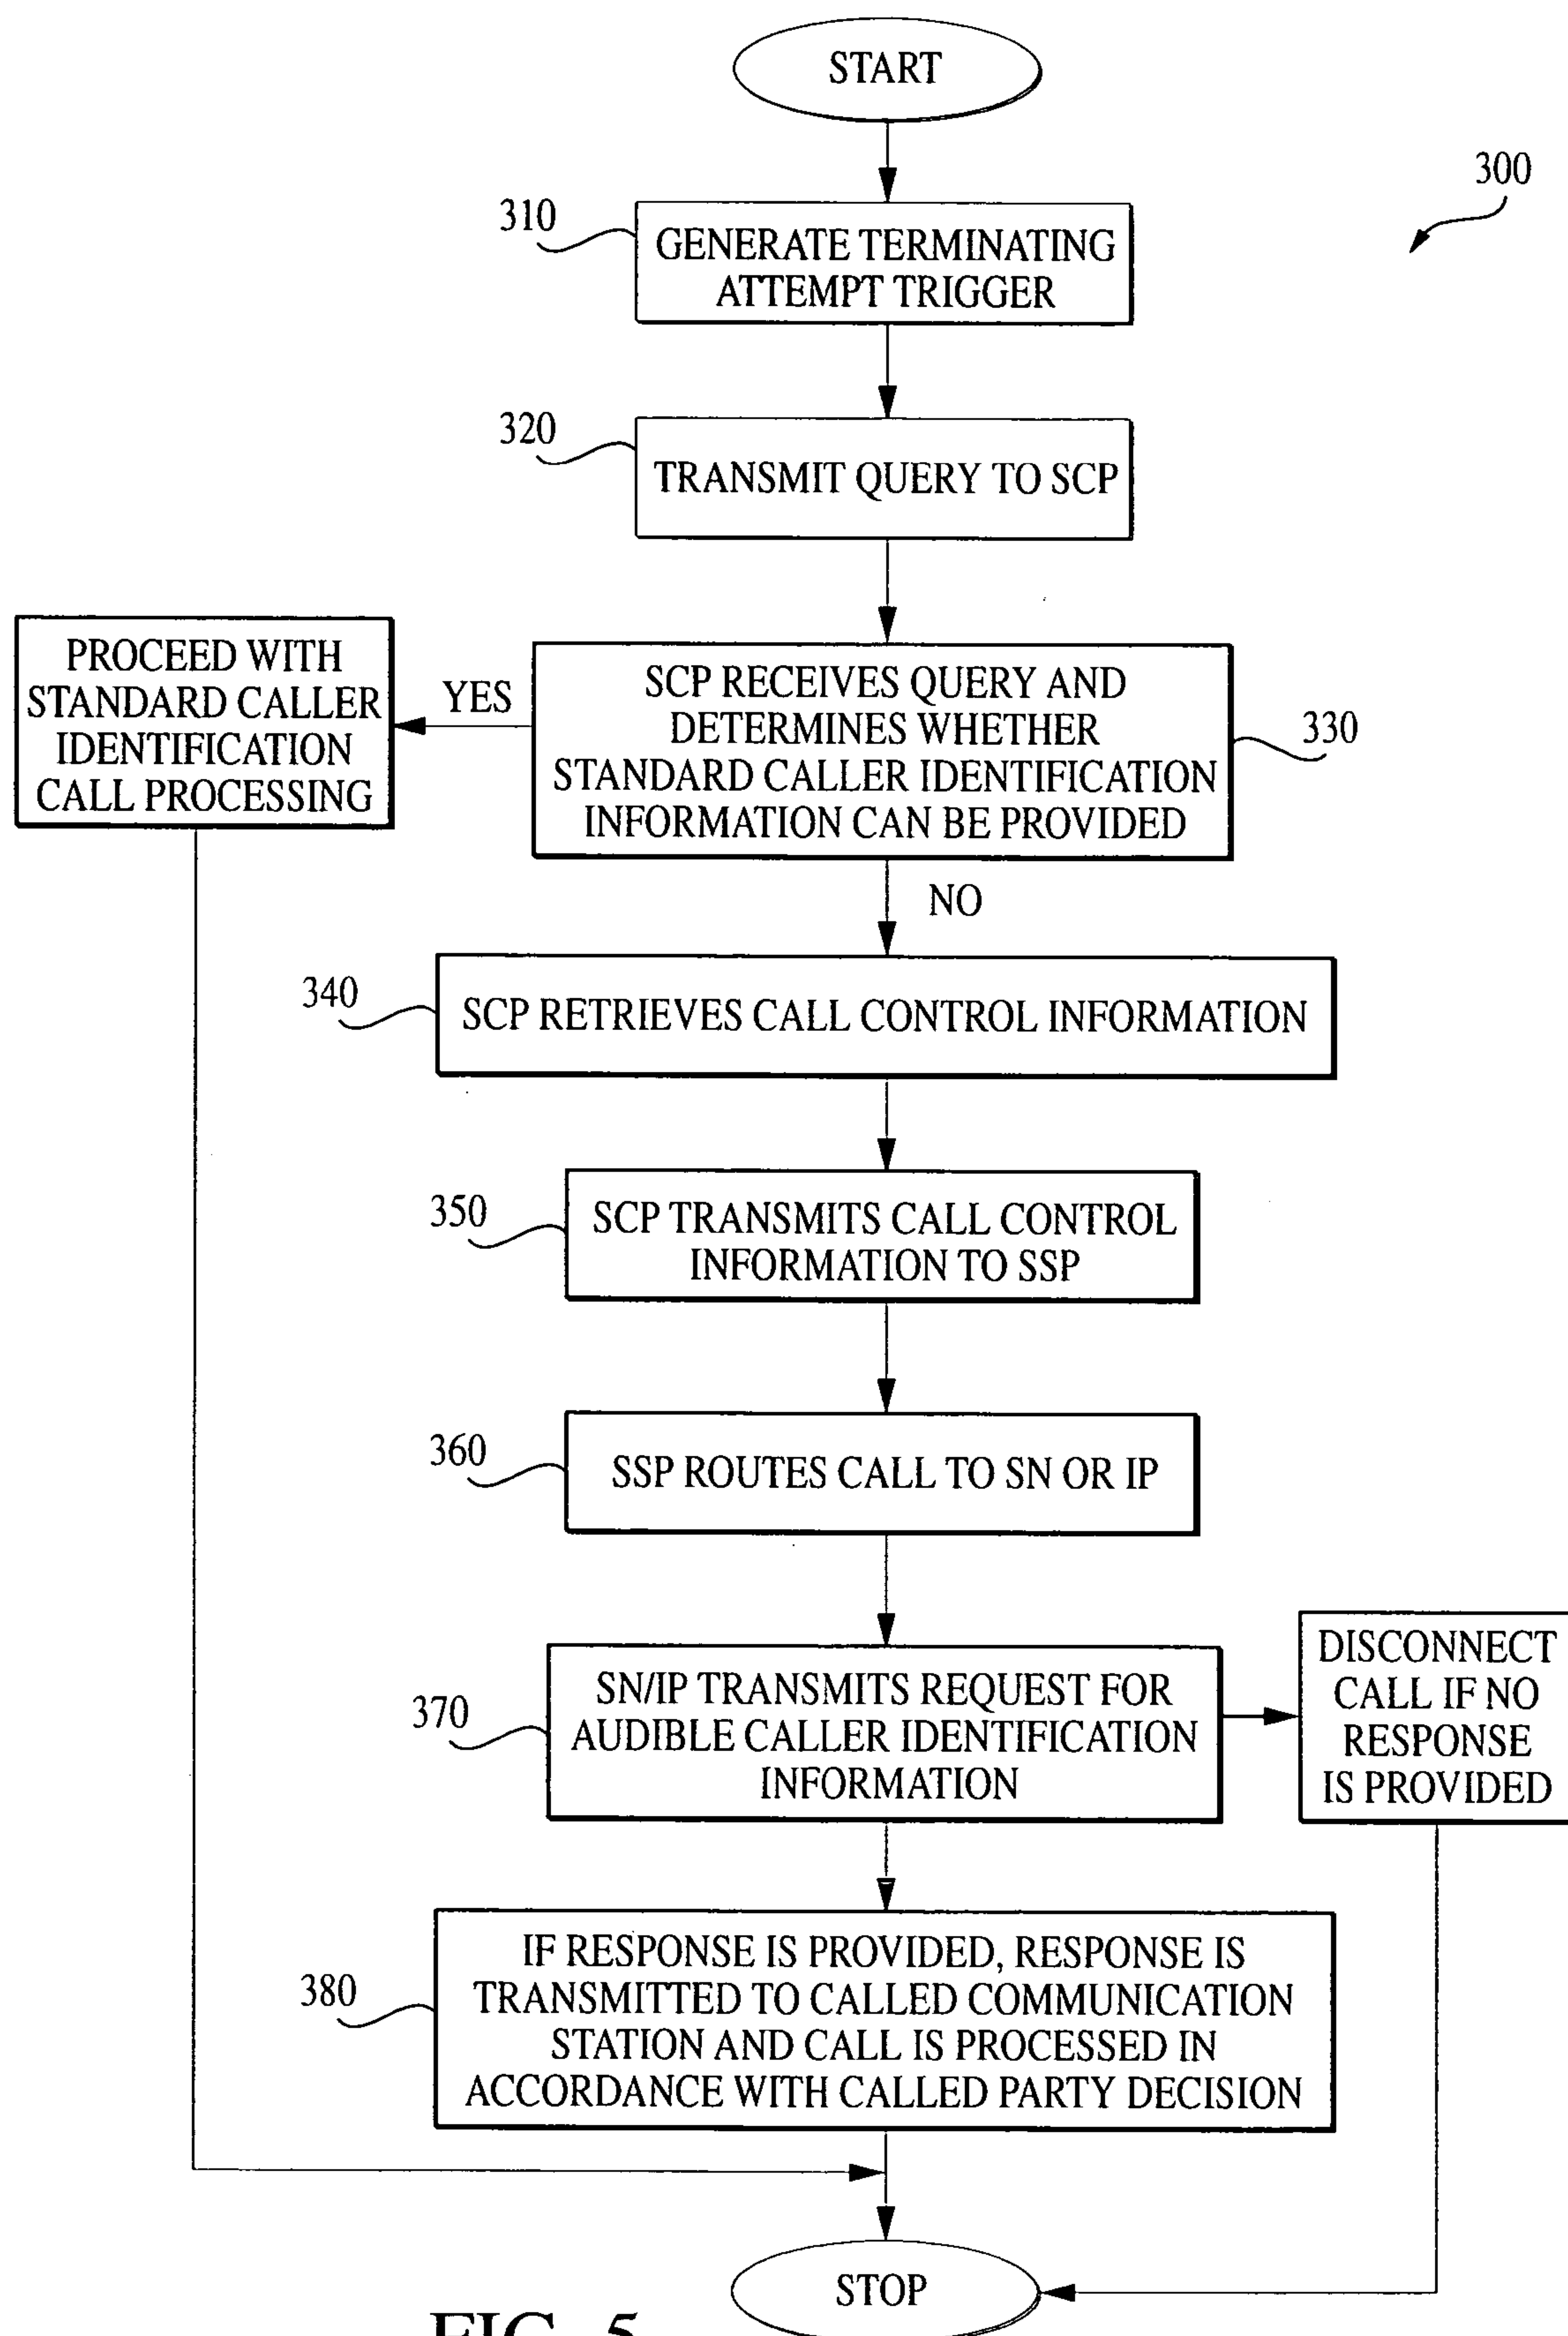 START
300
310
GENERATE TERMINATING
ATTEMPT TRIGGER
320
TRANSMIT QUERY TO SCP
PROCEED WITH
STANDARD CALLER
IDENTIFICATION
CALL PROCESSING
YES
SCP RECEIVES QUERY AND
DETERMINES WHETHER
STANDARD CALLER IDENTIFICATION
INFORMATION CAN BE PROVIDED
330
NO
340
SCP RETRIEVES CALL CONTROL INFORMATION
350
SCP TRANSMITS CALL CONTROL
INFORMATION TO SSP
360
SSP ROUTES CALL TO SN OR IP
370
SN/IP TRANSMITS REQUEST FOR
AUDIBLE CALLER IDENTIFICATION
INFORMATION
DISCONNECT
CALL IF NO
RESPONSE
IS PROVIDED
380
IF RESPONSE IS PROVIDED, RESPONSE IS
TRANSMITTED TO CALLED COMMUNICATION
STATION AND CALL IS PROCESSED IN
ACCORDANCE WITH CALLED PARTY DECISION
STOP
FIG. 5